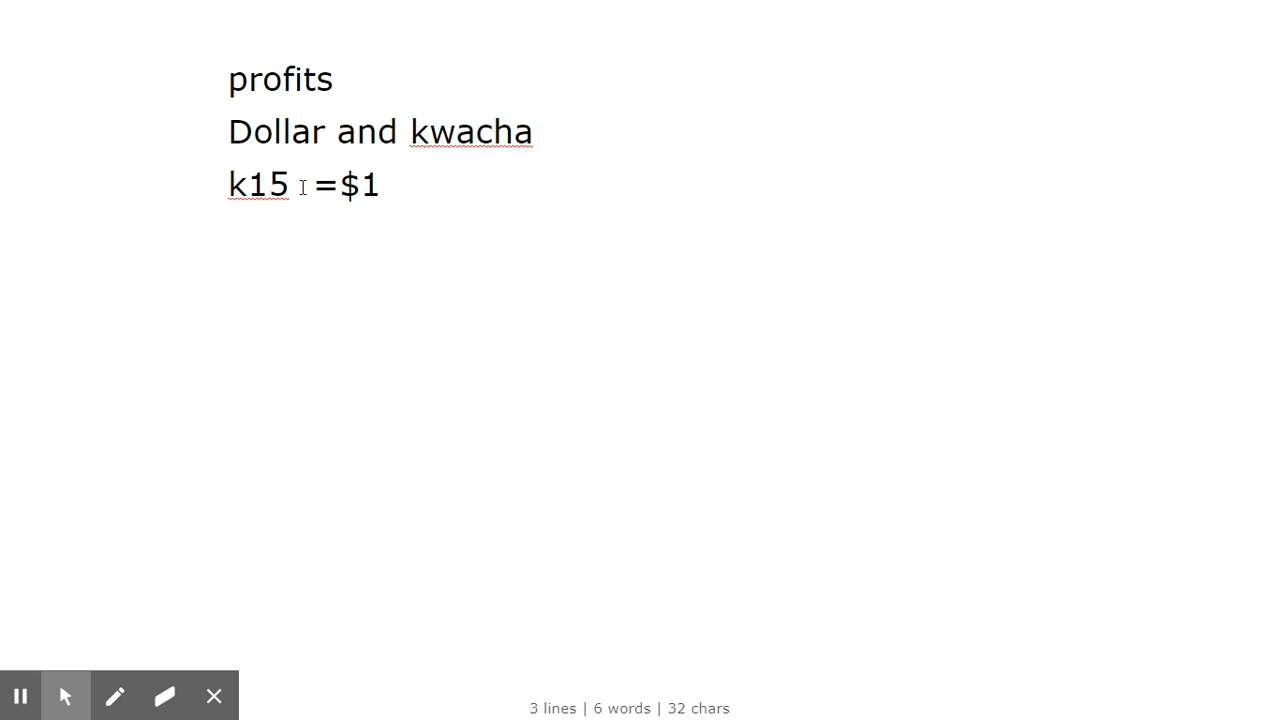 profits
Dollar and kwacha
k15 =$1
3 lines | 6 words | 32 chars